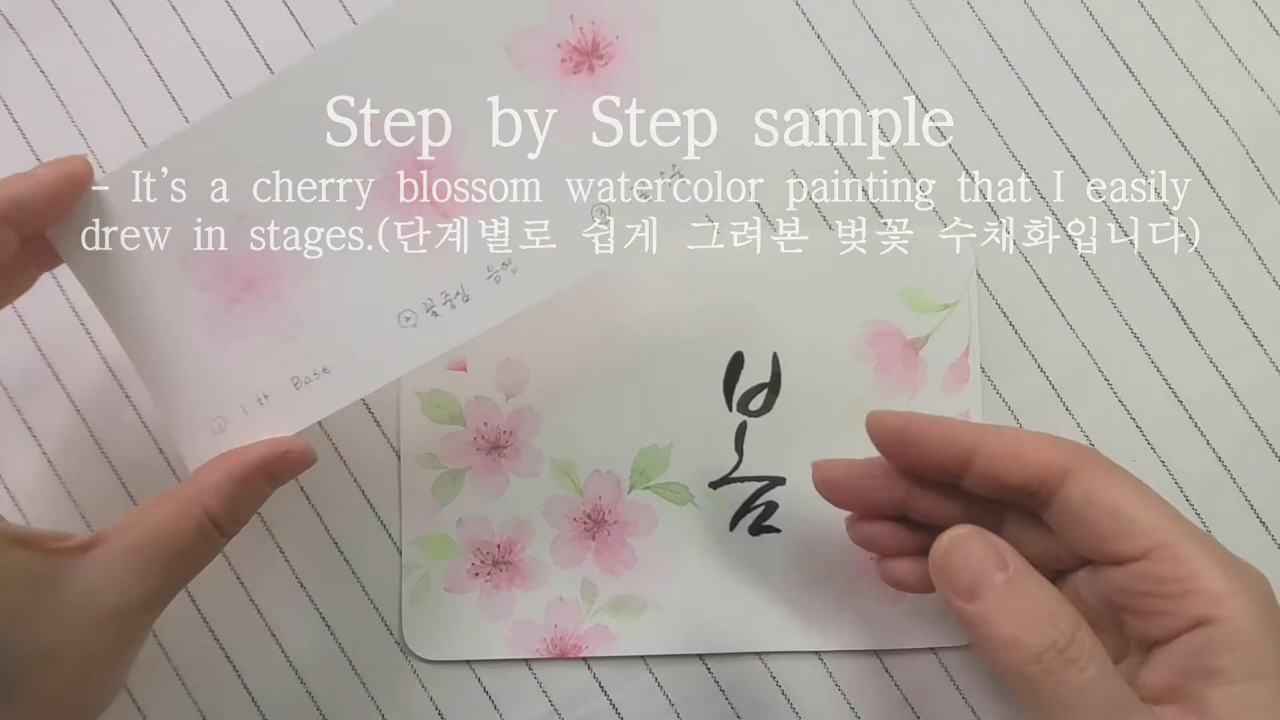 Step by Step sample
- It's a cherry blossom watercolor painting that I easily
drew in stages.(단계별로 쉽게 그려본 벚꽃 수채화입니다)
② 꽃중심 음영
① 1차 Base
봄